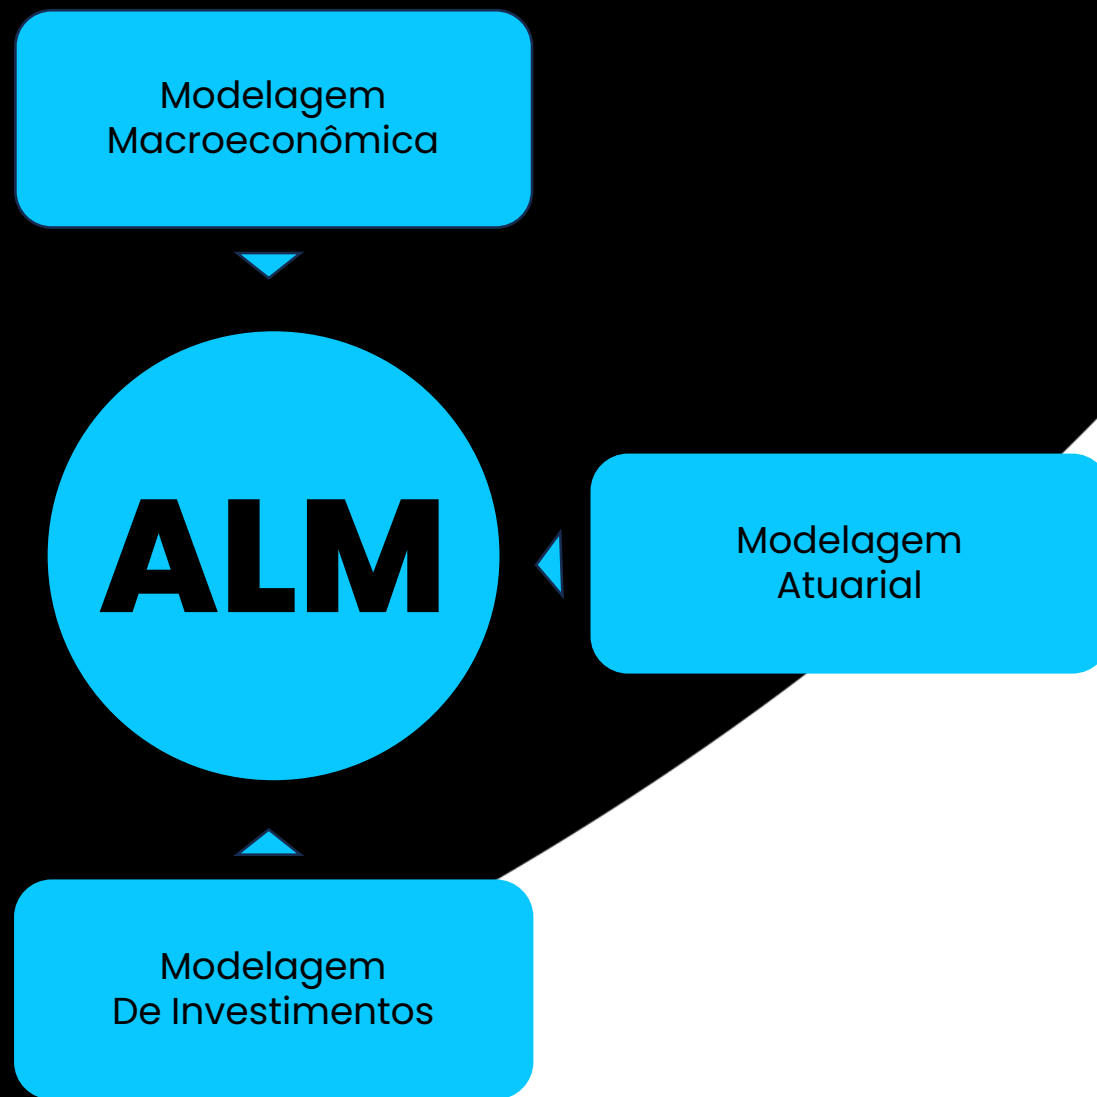 Modelagem
Macroeconômica
ALM
Modelagem
Atuarial
Modelagem
De Investimentos